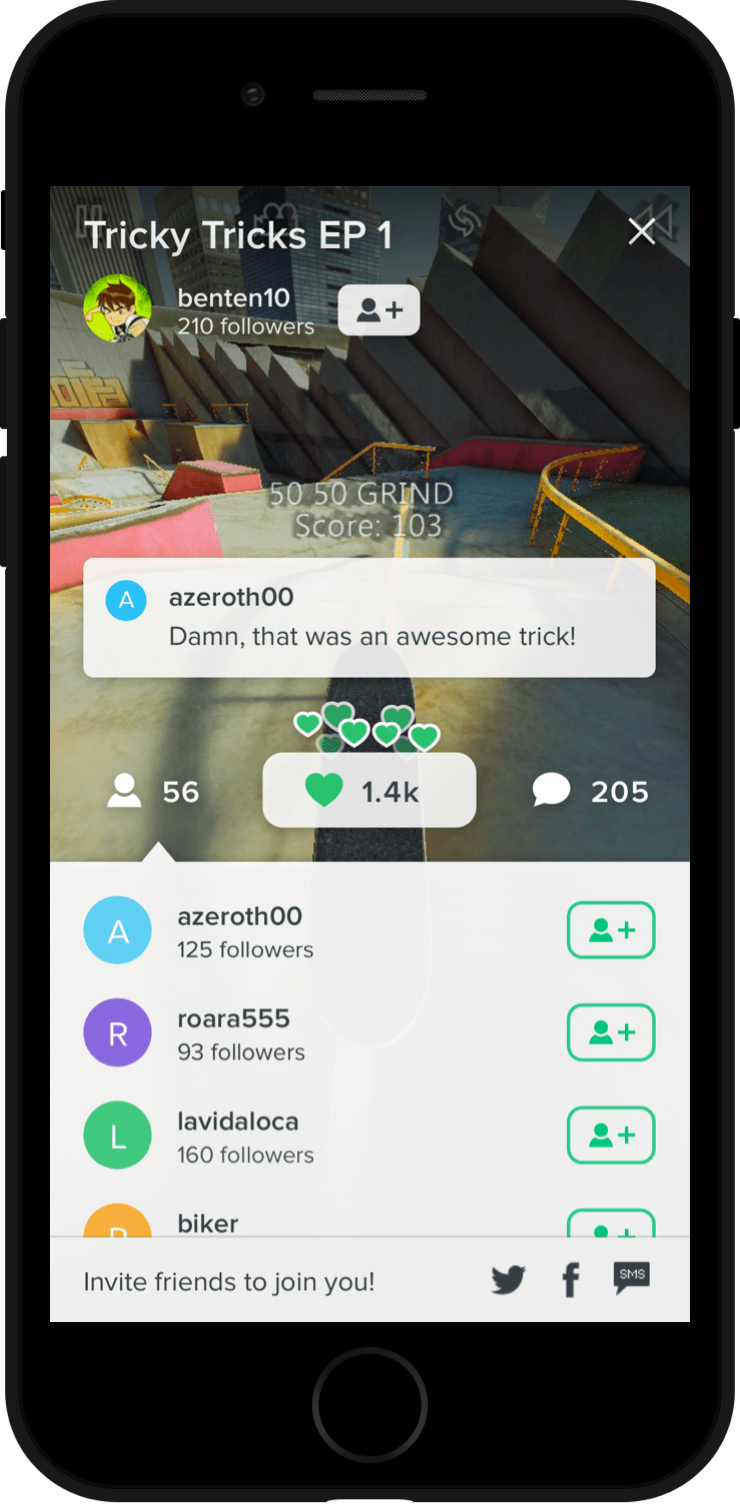 Tricky Tricks EP 1
benten10
210 followers
50 50 GRIND
Score: 103
A
azeroth00
Damn, that was an awesome trick!
56
1.4k
205
A
azeroth00
125 followers
R
roara555
93 followers
L
lavidaloca
160 followers
biker
Invite friends to join you!
SMS